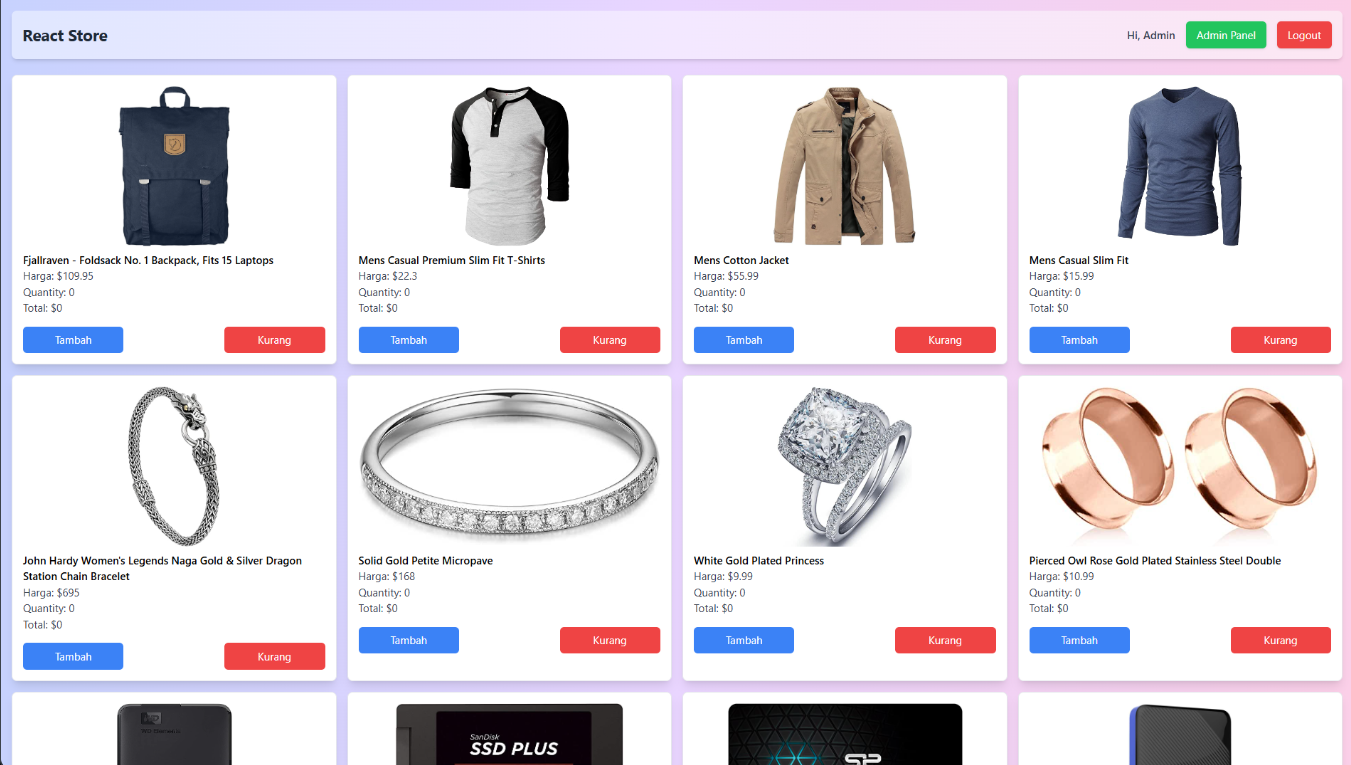 React Store
Hi, Admin
Admin Panel
Logout
Fjallraven - Foldsack No. 1 Backpack, Fits 15 Laptops
Harga: $109.95
Quantity: 0
Total: $0
Tambah
Kurang
Mens Casual Premium Slim Fit T-Shirts
Harga: $22.3
Quantity: 0
Total: $0
Tambah
Kurang
Mens Cotton Jacket
Harga: $55.99
Quantity: 0
Total: $0
Tambah
Kurang
Mens Casual Slim Fit
Harga: $15.99
Quantity: 0
Total: $0
Tambah
Kurang
John Hardy Women's Legends Naga Gold & Silver Dragon
Station Chain Bracelet
Harga: $695
Quantity: 0
Total: $0
Tambah
Kurang
Solid Gold Petite Micropave
Harga: $168
Quantity: 0
Total: $0
Tambah
Kurang
White Gold Plated Princess
Harga: $9.99
Quantity: 0
Total: $0
Tambah
Kurang
Pierced Owl Rose Gold Plated Stainless Steel Double
Harga: $10.99
Quantity: 0
Total: $0
Tambah
Kurang
WD
SanDisk
SSD PLUS
SP